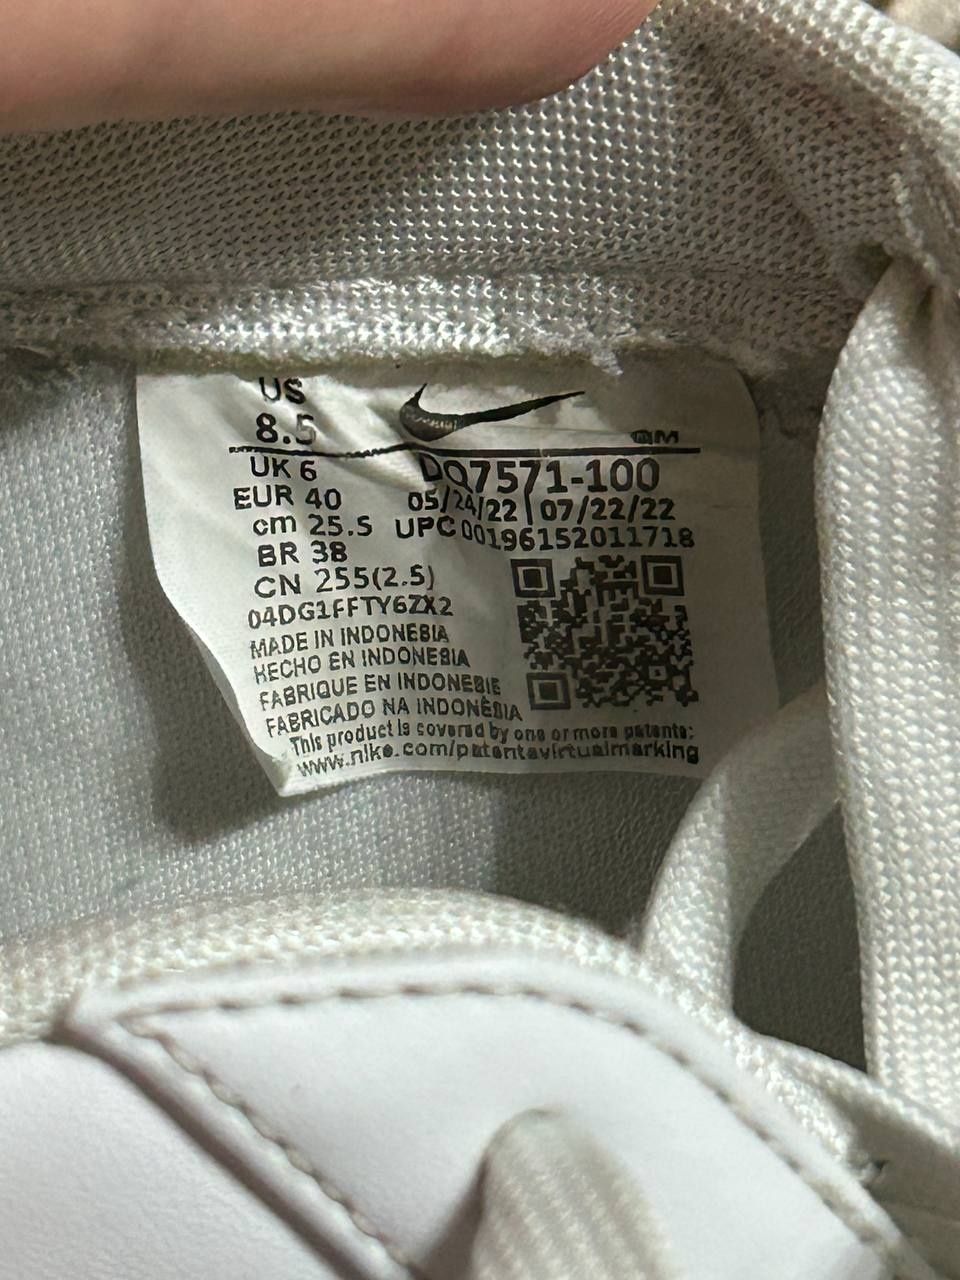 US
8.5
QM
UK 6
DQ7571-100
EUR 40
05/24/22 | 07/22/22
cm 25.5
UPC 00196152011718
BR 38
CN 255(2.5)
04DG1FFTY6ZX2
MADE IN INDONESIA
HECHO EN INDONESIA
FABRIQUE EN INDONESIE
FABRICADO NA INDONÉSIA
This product is covered by one or more patents:
www.nike.com/patentsvirtualmarking